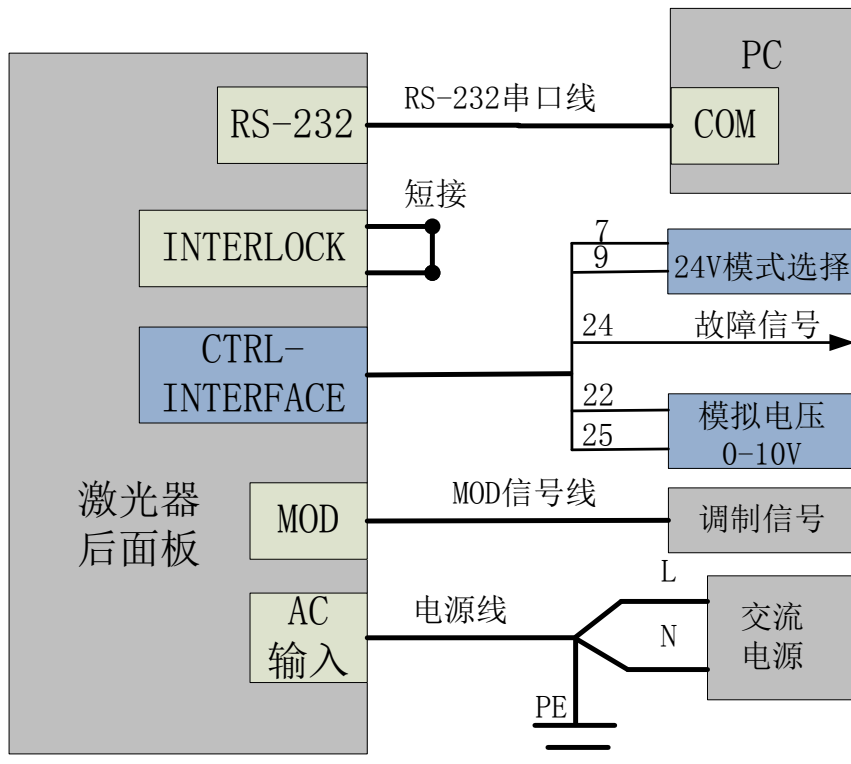 PC
RS-232串口线
RS-232
COM
短接
INTERLOCK
7
9
24V模式选择
24
故障信号
CTRL-
INTERFACE
22
25
模拟电压
0-10V
激光器
后面板
MOD
MOD信号线
调制信号
AC
输入
电源线
L
N
交流
电源
PE